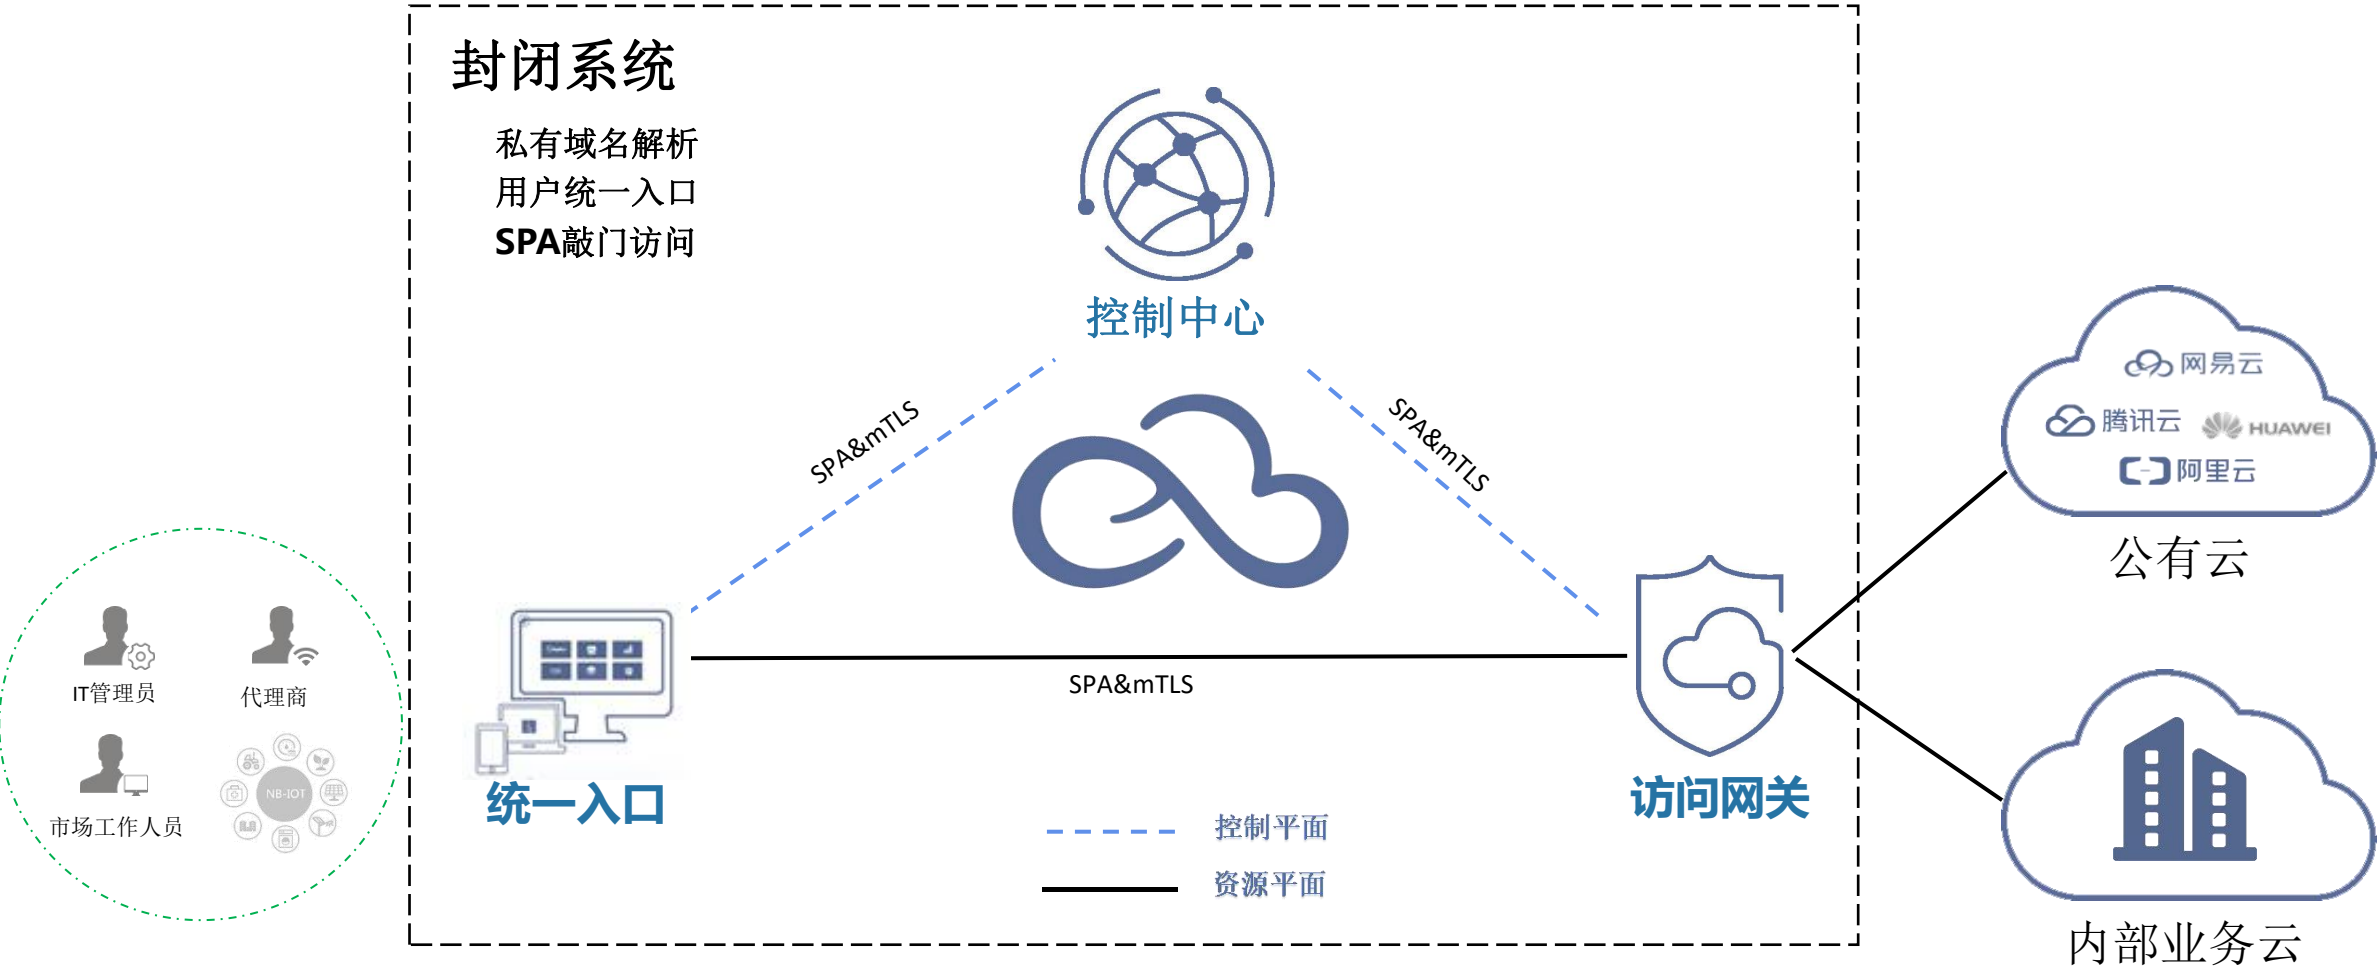 封闭系统
私有域名解析
用户统一入口
SPA敲门访问
控制中心
SPA&mTLS
SPA&mTLS
网易云
腾讯云
HUAWEI
阿里云
公有云
IT管理员
代理商
SPA&mTLS
市场工作人员
NB-IOT
统一入口
访问网关
控制平面
资源平面
内部业务云